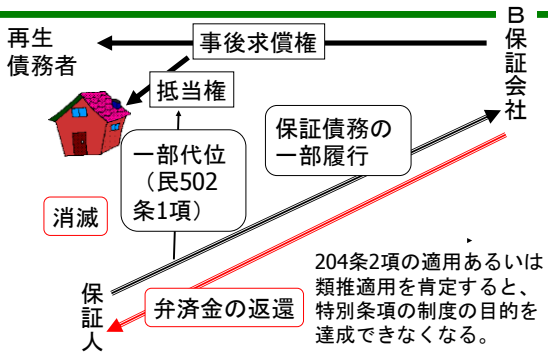 再生
債務者
事後求償権
B
保
証
会
社
抵当権
保証債務の
一部履行
一部代位
（民502
条1項）
消滅
204条2項の適用あるいは
類推適用を肯定すると、
特別条項の制度の目的を
達成できなくなる。
保
証
人
弁済金の返還